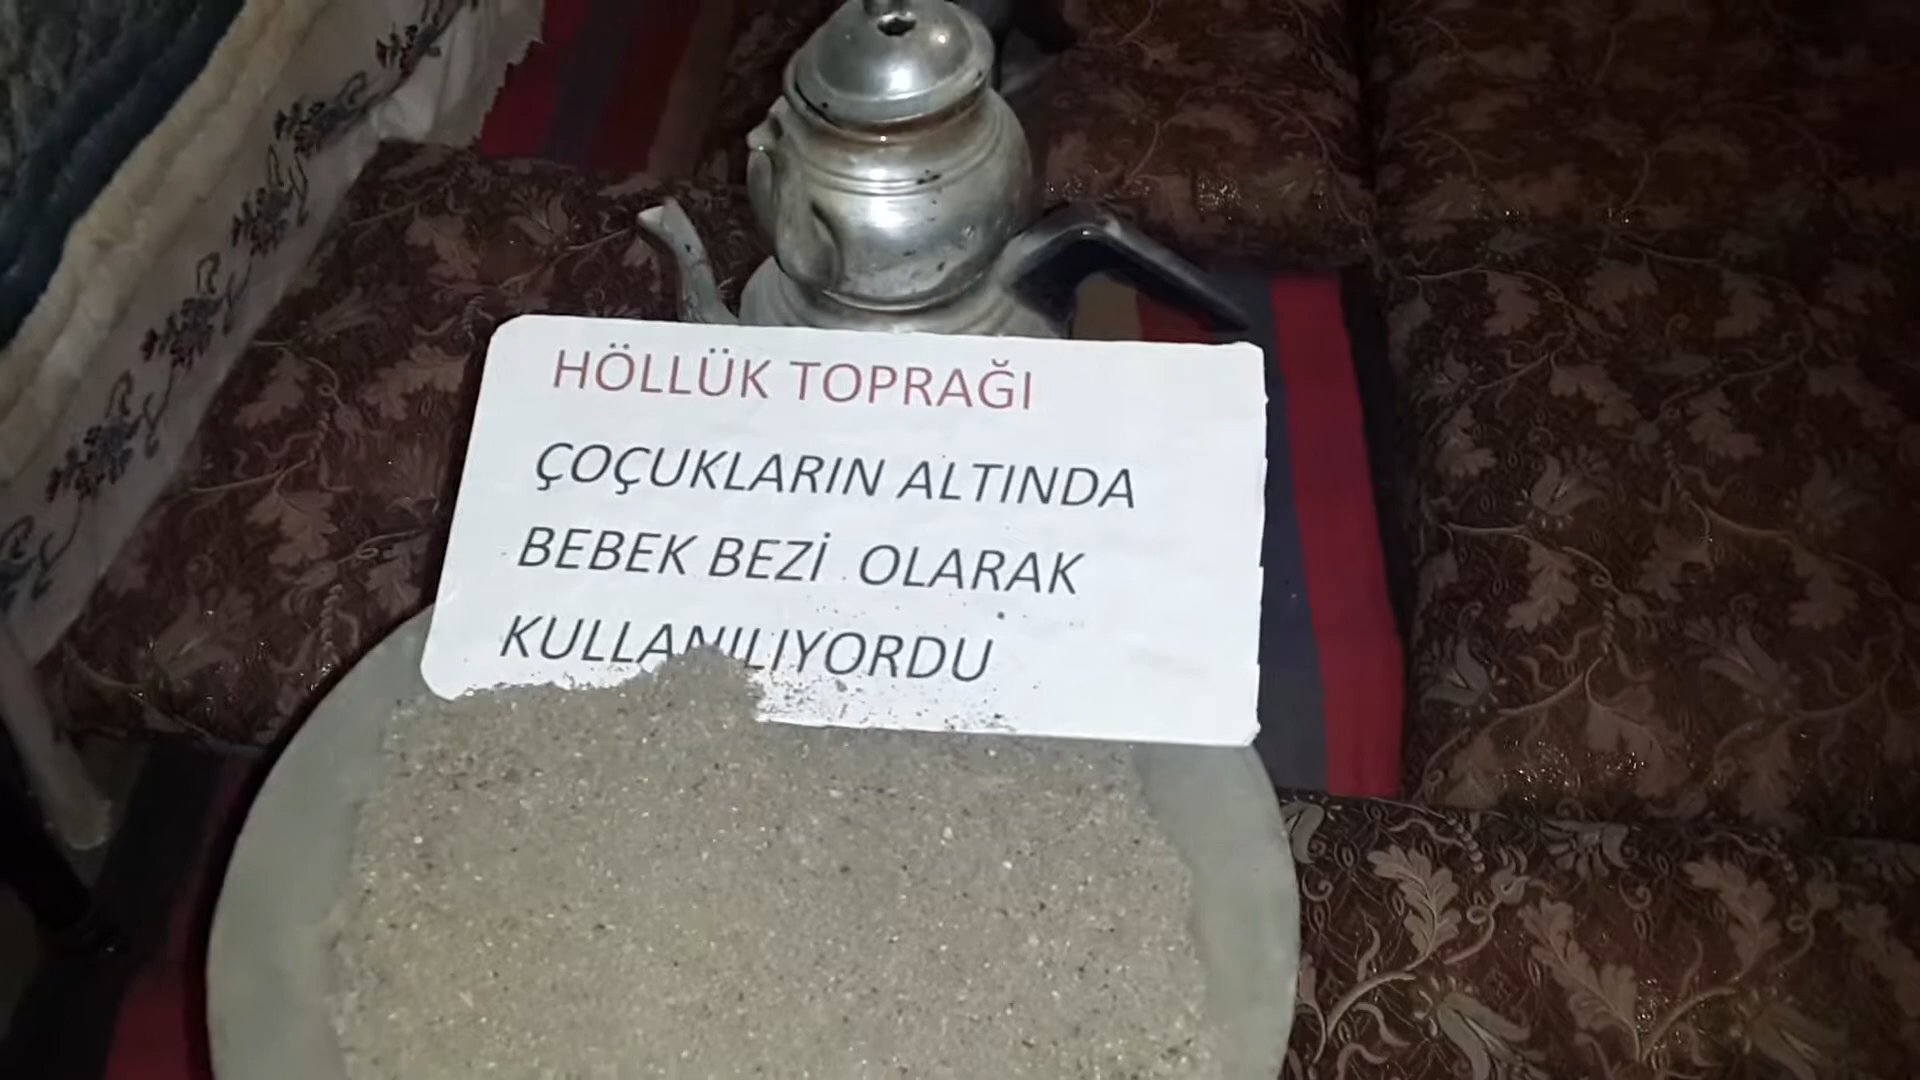 HÖLLÜK TOPRAĞI
ÇOÇUKLARIN ALTINDA
BEBEK BEZİ OLARAK
KULLANILIYORDU